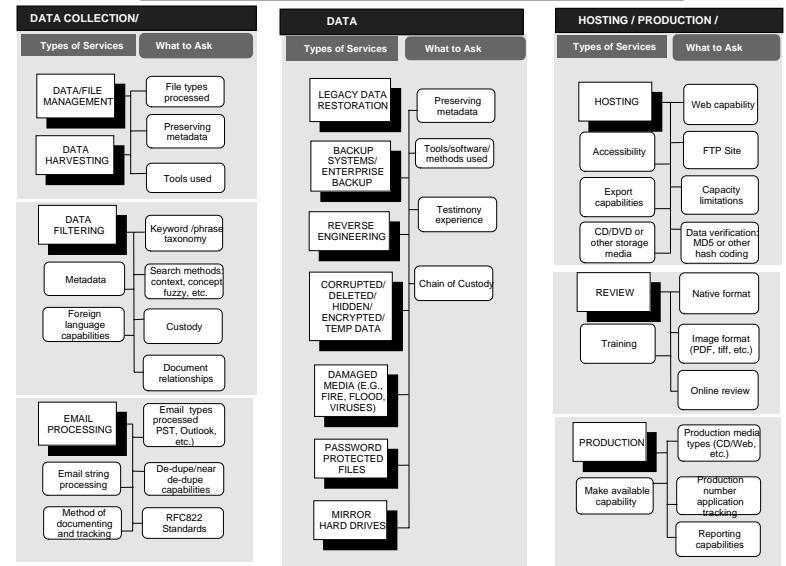 DATA COLLECTION/
Types of Services
What to Ask
DATA/FILE
MANAGEMENT
File types
processed
Preserving
metadata
DATA
HARVESTING
Tools used
DATA
FILTERING
Keyword /phrase
taxonomy
Metadata
Search methods:
context, concept
fuzzy, etc.
Foreign
language
capabilities
Custody
Document
relationships
EMAIL
PROCESSING
Email types
processed
PST, Outlook,
etc.)
Email string
processing
De-dupe/near
de-dupe
capabilities
Method of
documenting
and tracking
RFC822
Standards
DATA
Types of Services
What to Ask
LEGACY DATA
RESTORATION
Preserving
metadata
BACKUP
SYSTEMS/
ENTERPRISE
BACKUP
Tools/software/
methods used
REVERSE
ENGINEERING
Testimony
experience
CORRUPTED/
DELETED/
HIDDEN/
ENCRYPTED/
TEMP DATA
Chain of Custody
DAMAGED
MEDIA (E.G.,
FIRE, FLOOD,
VIRUSES)
PASSWORD
PROTECTED
FILES
MIRROR
HARD DRIVES
HOSTING / PRODUCTION /
Types of Services
What to Ask
HOSTING
Web capability
Accessibility
FTP Site
Export
capabilities
Capacity
limitations
CD/DVD or
other storage
media
Data verification:
MD5 or other
hash coding
REVIEW
Native format
Training
Image format
(PDF, tiff, etc.)
Online review
PRODUCTION
Production media
types (CD/Web,
etc.)
Make available
capability
Production
number
application
tracking
Reporting
capabilities